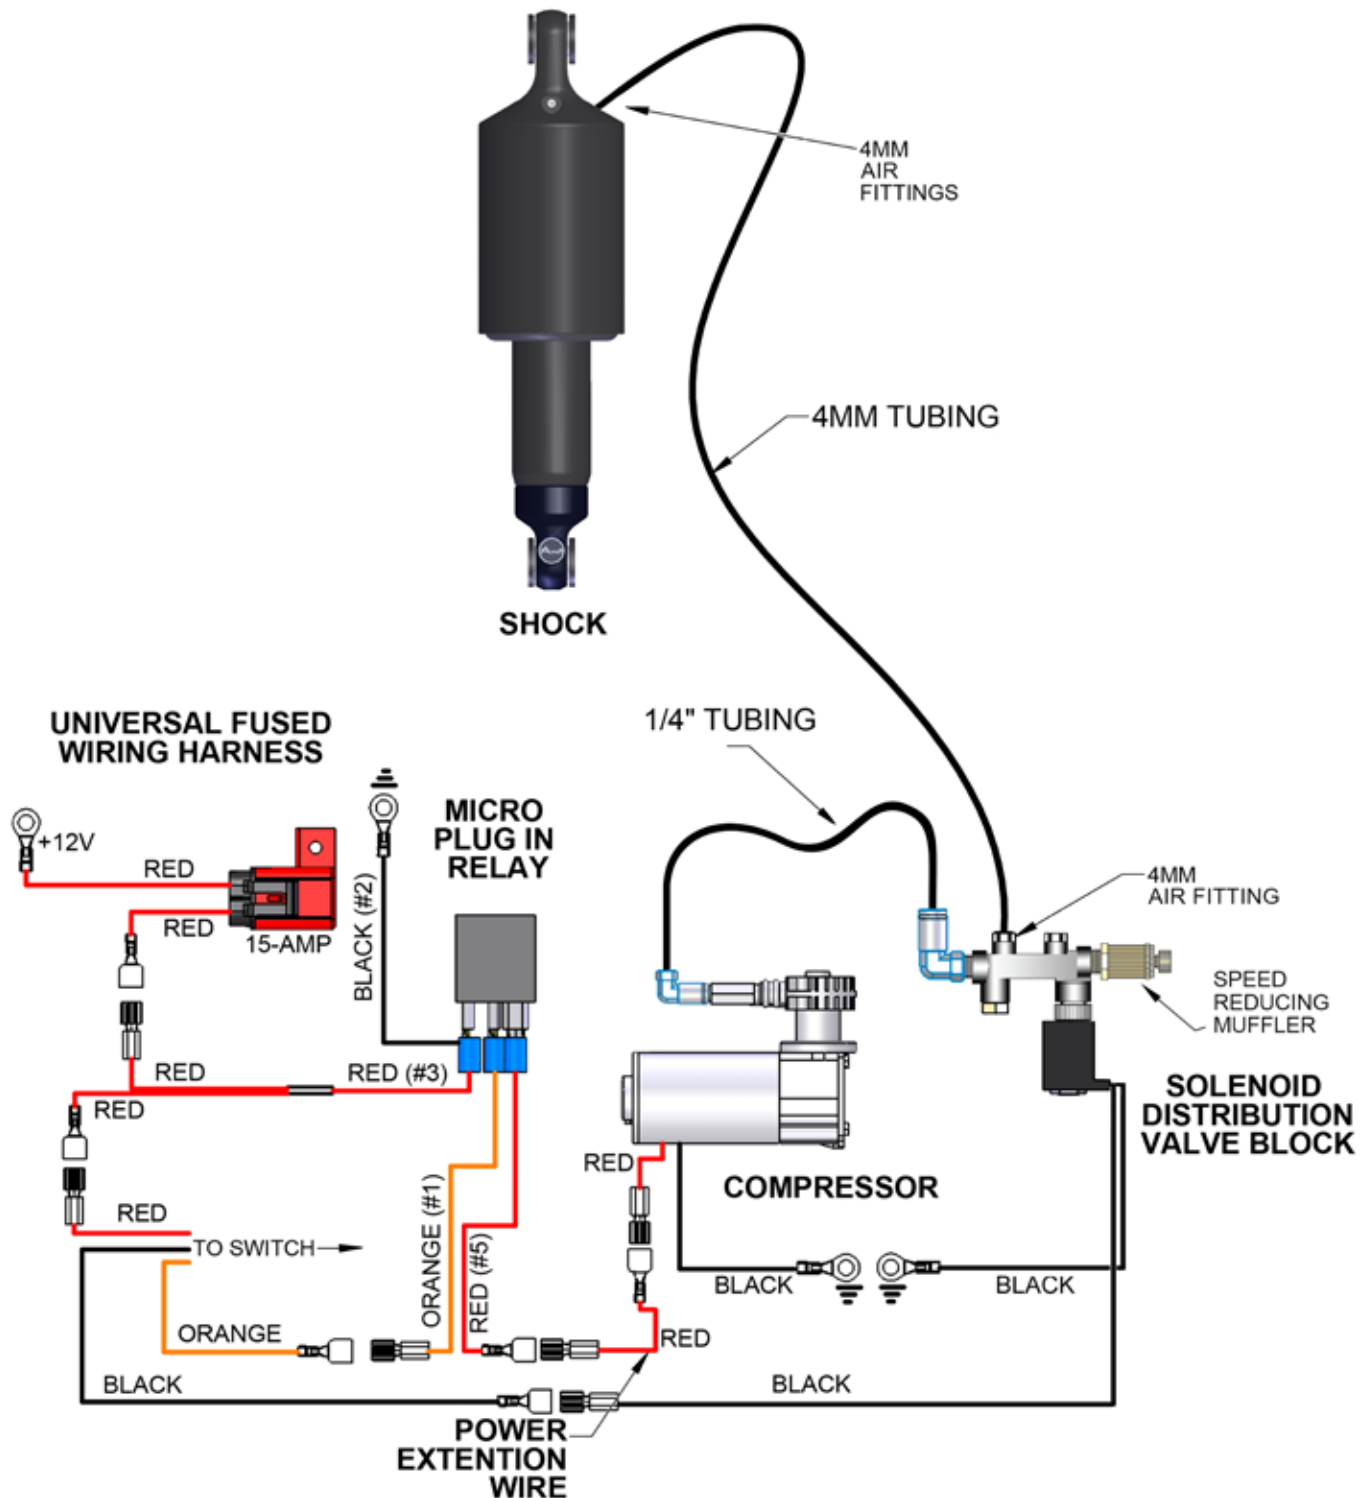 4MM
AIR
FITTINGS
4MM TUBING
SHOCK
UNIVERSAL FUSED
WIRING HARNESS
1/4" TUBING
+12V
RED
RED
15-AMP
MICRO
PLUG IN
RELAY
BLACK (#2)
4MM
AIR FITTING
SPEED
REDUCING
MUFFLER
SOLENOID
DISTRIBUTION
VALVE BLOCK
RED
RED (#3)
RED
RED
TO SWITCH
ORANGE
BLACK
ORANGE (#1)
RED (#5)
RED
COMPRESSOR
BLACK
BLACK
RED
BLACK
POWER
EXTENTION
WIRE